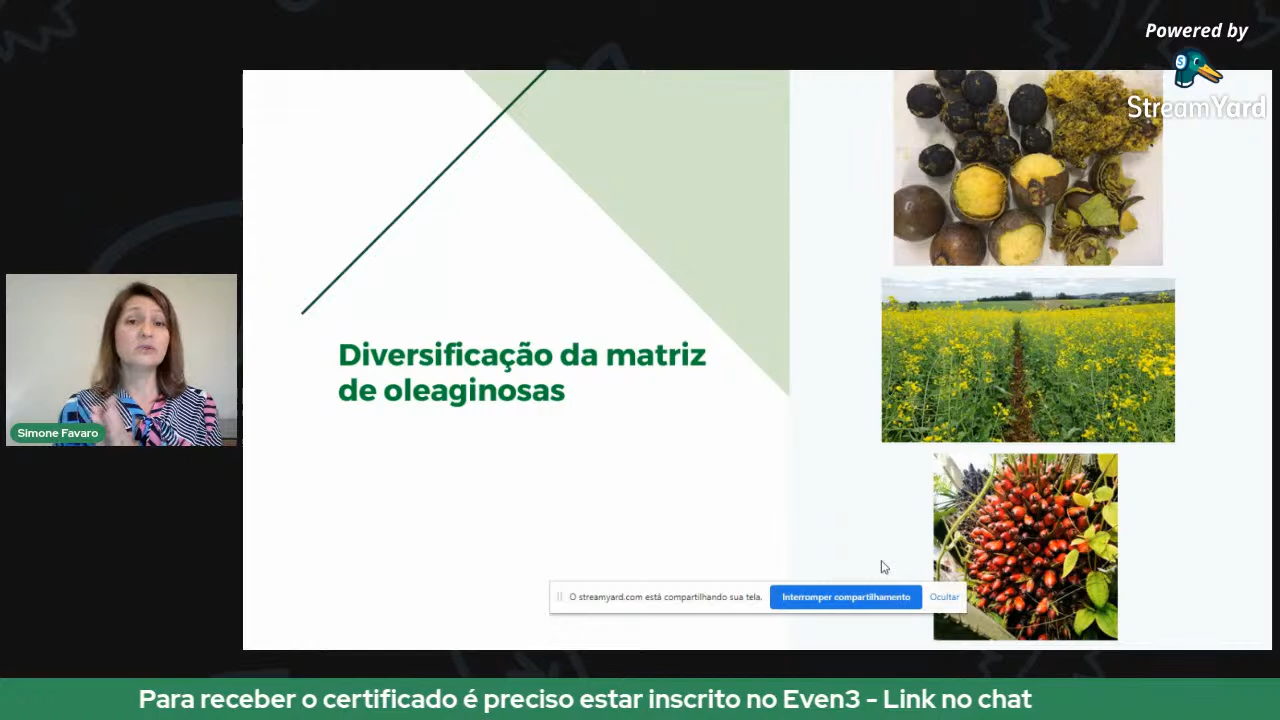 Powered by
StreamYard
Diversificação da matriz
de oleaginosas
Simone Favaro
O streamyard.com está compartilhando sua tela.
Interromper compartilhamento
Ocultar
Para receber o certificado é preciso estar inscrito no Even3 - Link no chat